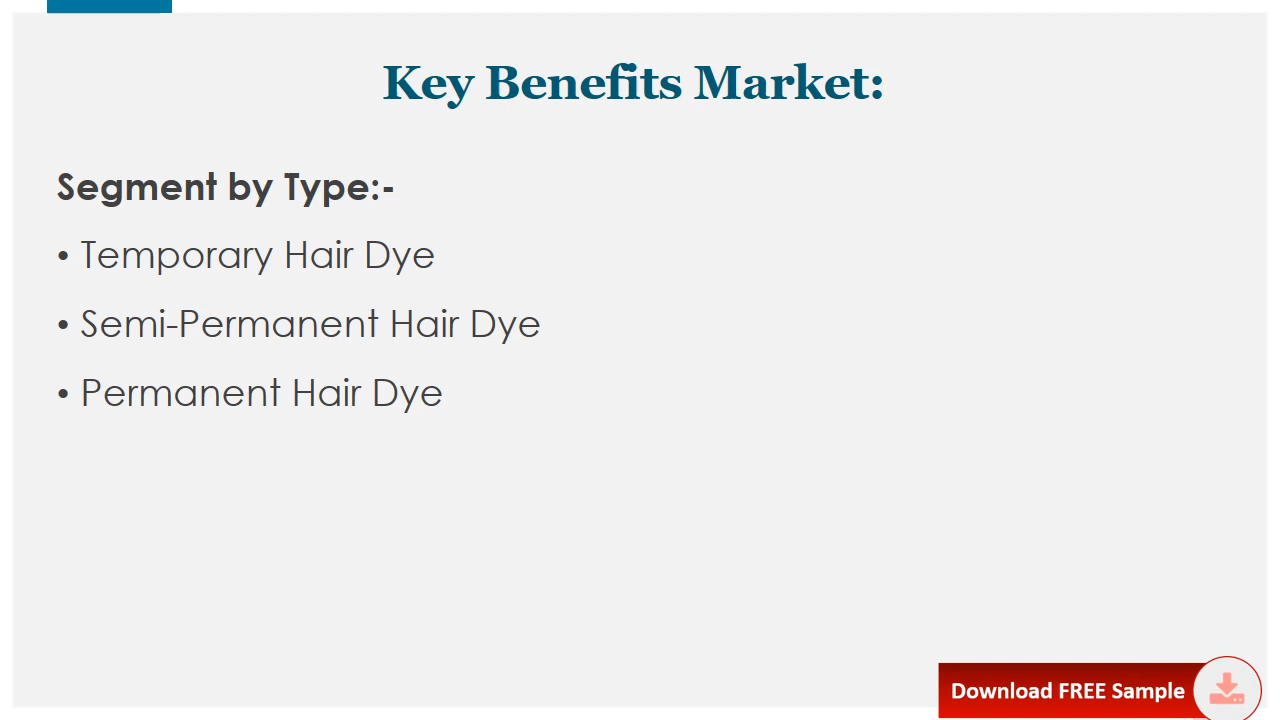 Key Benefits Market:
Segment by Type:-
• Temporary Hair Dye
• Semi-Permanent Hair Dye
• Permanent Hair Dye
Download FREE Sample